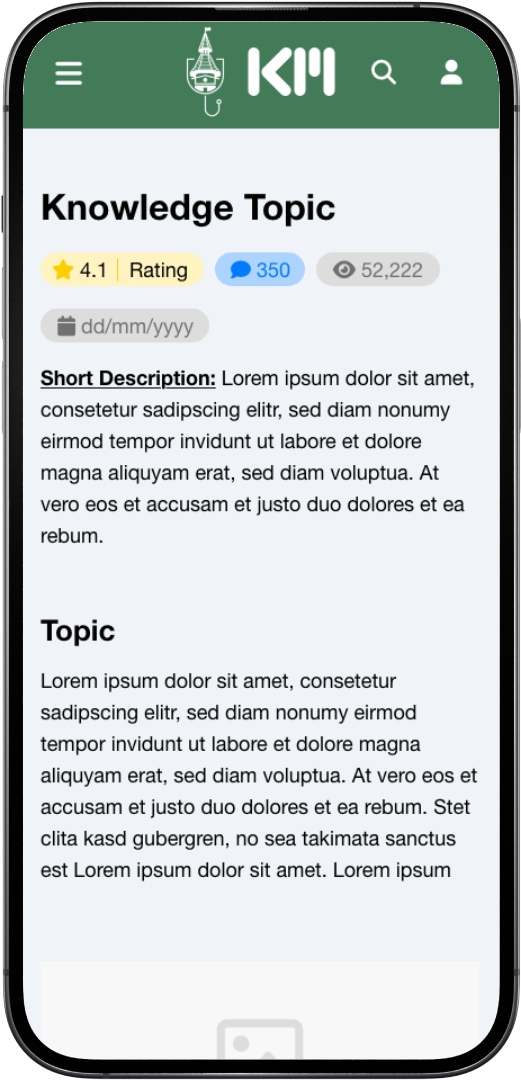 KM
Knowledge Topic
4.1 Rating 350 52,222
dd/mm/yyyy
Short Description: Lorem ipsum dolor sit amet,
consetetur sadipscing elitr, sed diam nonumy
eirmod tempor invidunt ut labore et dolore
magna aliquyam erat, sed diam voluptua. At
vero eos et accusam et justo duo dolores et ea
rebum.
Topic
Lorem ipsum dolor sit amet, consetetur
sadipscing elitr, sed diam nonumy eirmod
tempor invidunt ut labore et dolore magna
aliquyam erat, sed diam voluptua. At vero eos et
accusam et justo duo dolores et ea rebum. Stet
clita kasd gubergren, no sea takimata sanctus
est Lorem ipsum dolor sit amet. Lorem ipsum